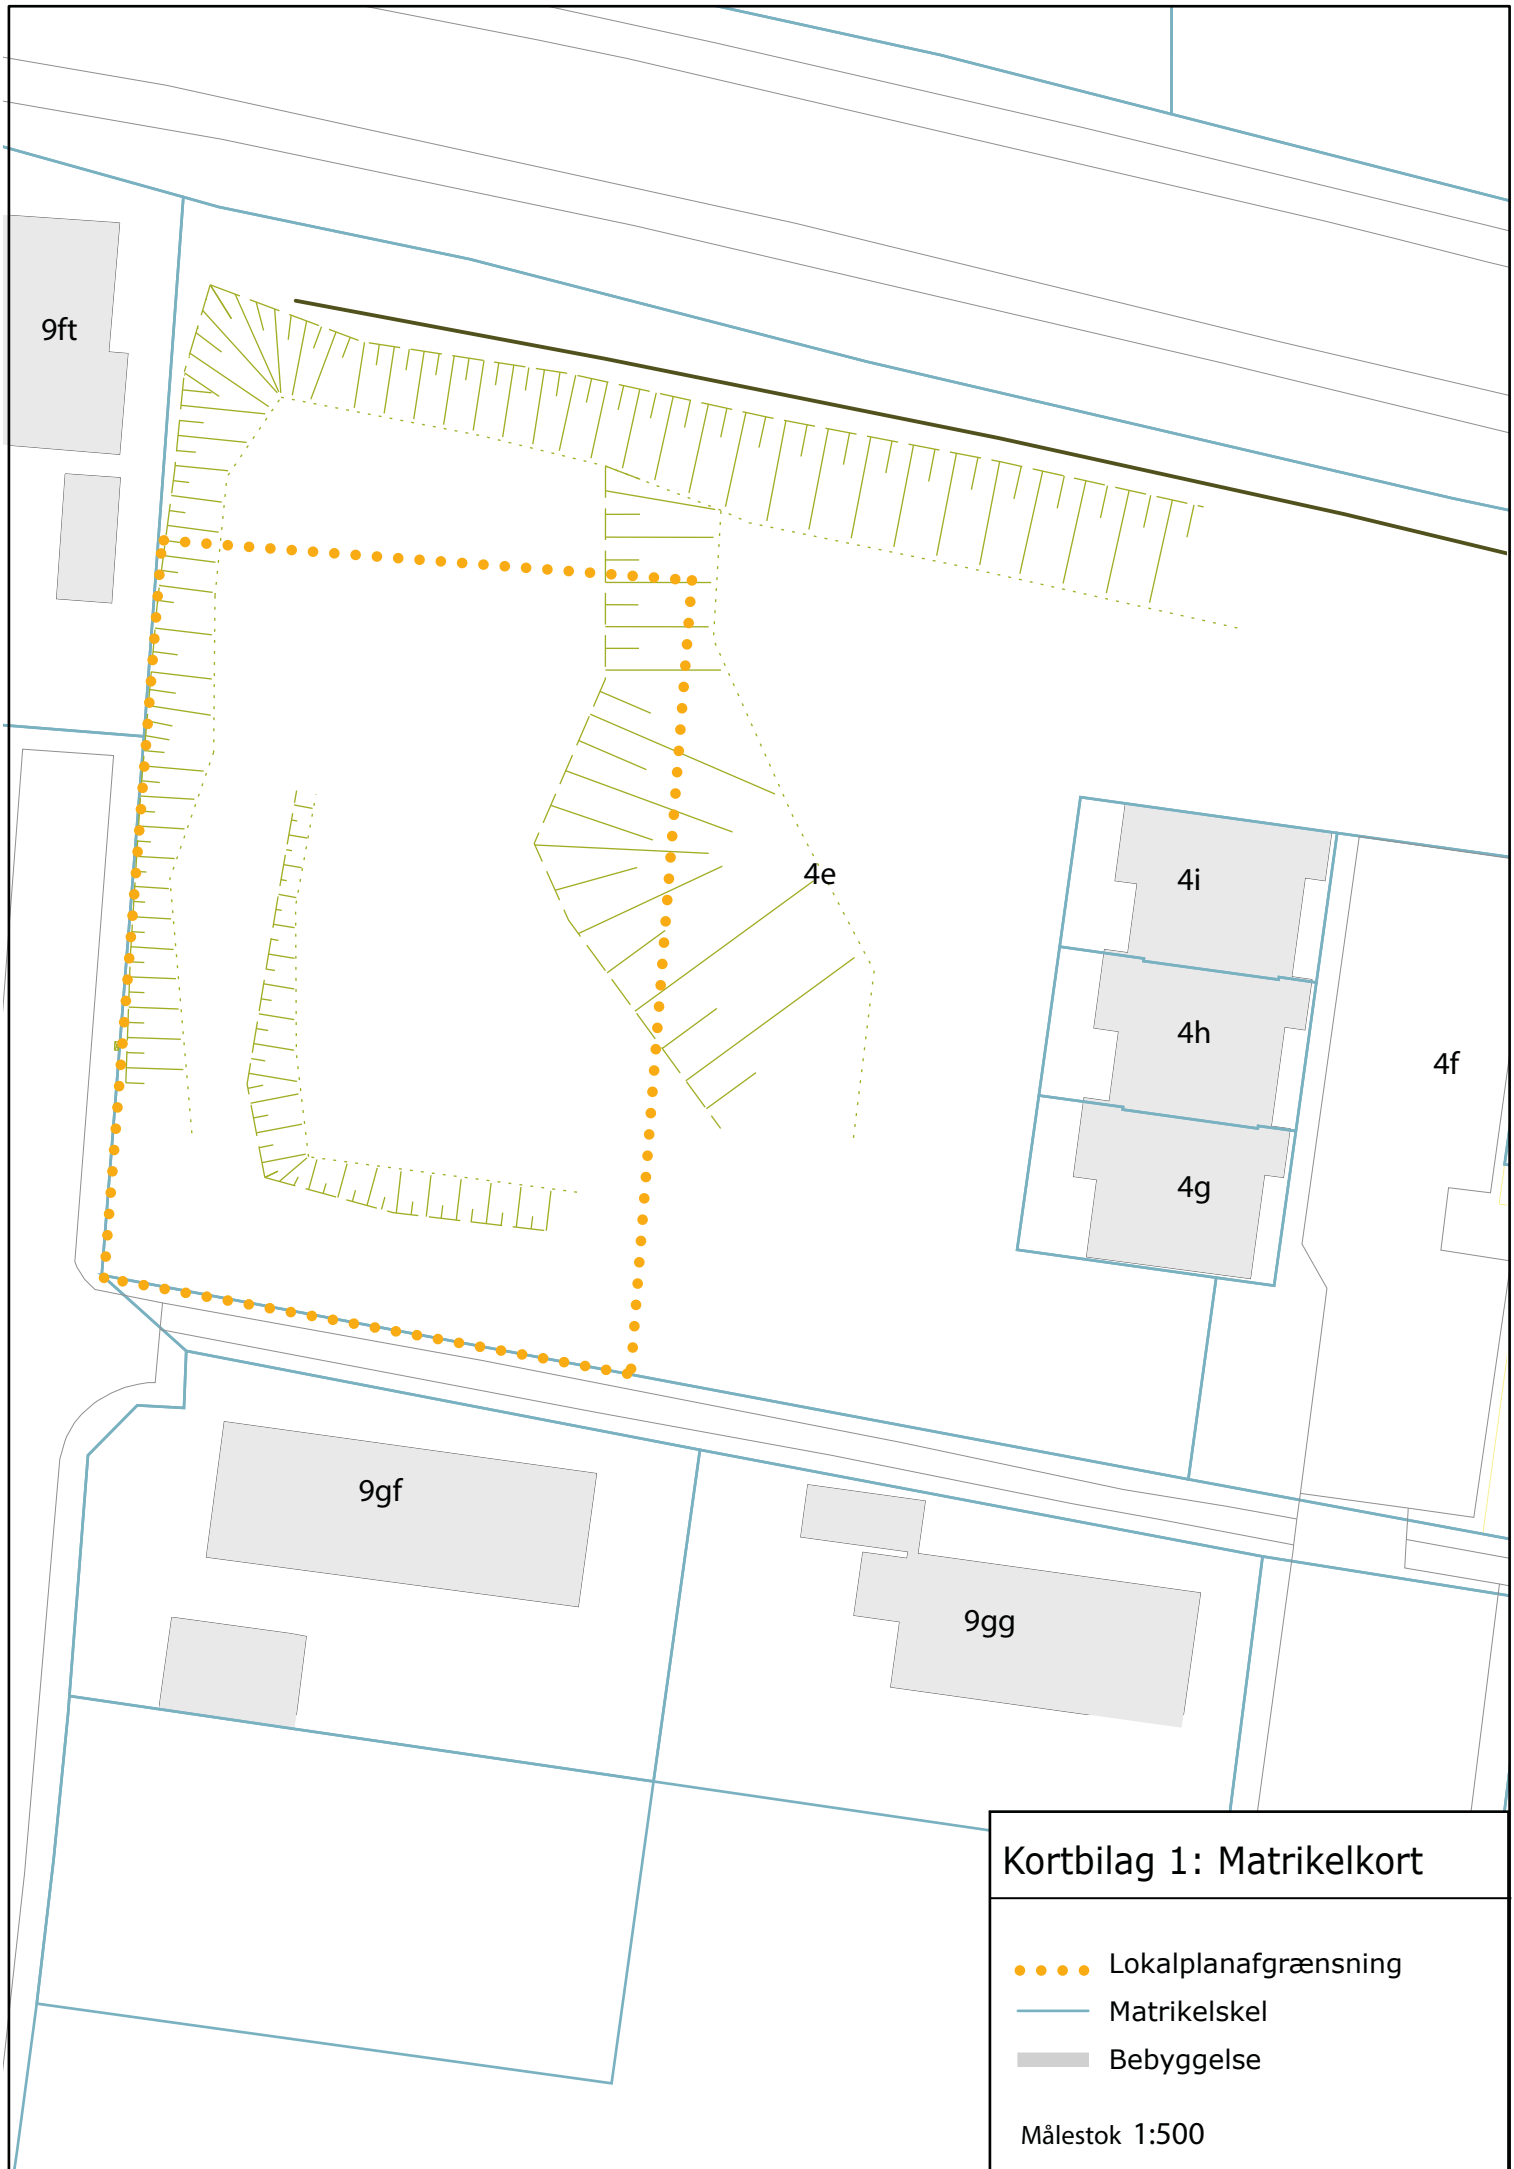 9ft
4e
4i
4h
4f
4g
9gf
9gg
Kortbilag 1: Matrikelkort
Lokalplanafgrænsning
Matrikelskel
Bebyggelse
Målestok 1:500